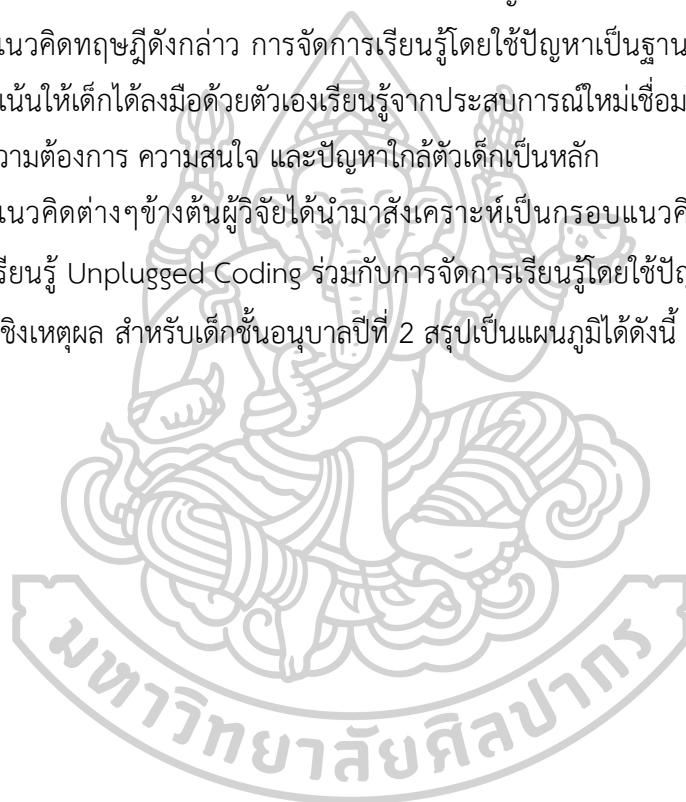 แนวคิดทฤษฎีดังกล่าว การจัดการเรียนรู้โดยใช้ปัญหาเป็นฐาน
เน้นให้เด็กได้ลงมือด้วยตัวเองเรียนรู้จากประสบการณ์ใหม่เชื่อม
วามต้องการ ความสนใจ และปัญหาใกล้ตัวเด็กเป็นหลัก
แนวคิดต่างๆข้างต้นผู้วิจัยได้นำมาสังเคราะห์เป็นกรอบแนวคิ
รียนรู้ Unplugged Coding ร่วมกับการจัดการเรียนรู้โดยใช้ปัญ
ชิงเหตุผล สำหรับเด็กชั้นอนุบาลปีที่ 2 สรุปเป็นแผนภูมิได้ดังนี้
มหาวิทยาลัยศิลปากร